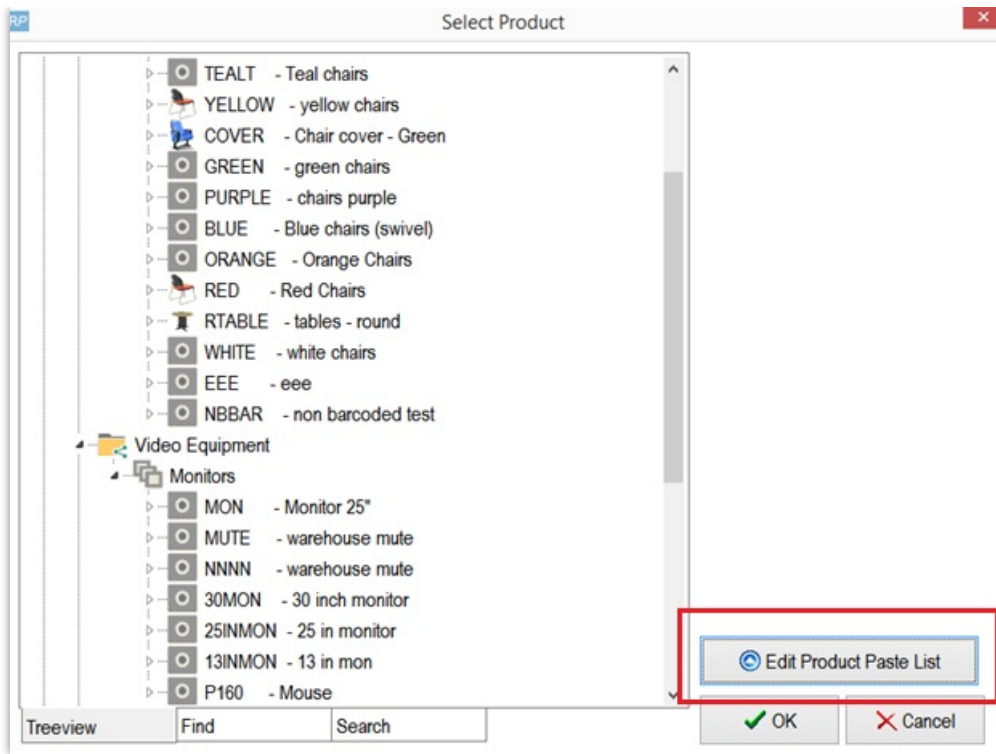 RP
Select Product
TEALT - Teal chairs
YELLOW - yellow chairs
COVER - Chair cover - Green
GREEN - green chairs
PURPLE - chairs purple
BLUE - Blue chairs (swivel)
ORANGE - Orange Chairs
RED - Red Chairs
RTABLE - tables - round
WHITE - white chairs
EEE - eee
NBBAR - non barcoded test
Video Equipment
Monitors
MON - Monitor 25"
MUTE - warehouse mute
NNNN - warehouse mute
30MON - 30 inch monitor
25INMON - 25 in monitor
13INMON - 13 in mon
P160 - Mouse
Edit Product Paste List
OK Cancel
Treeview Find Search